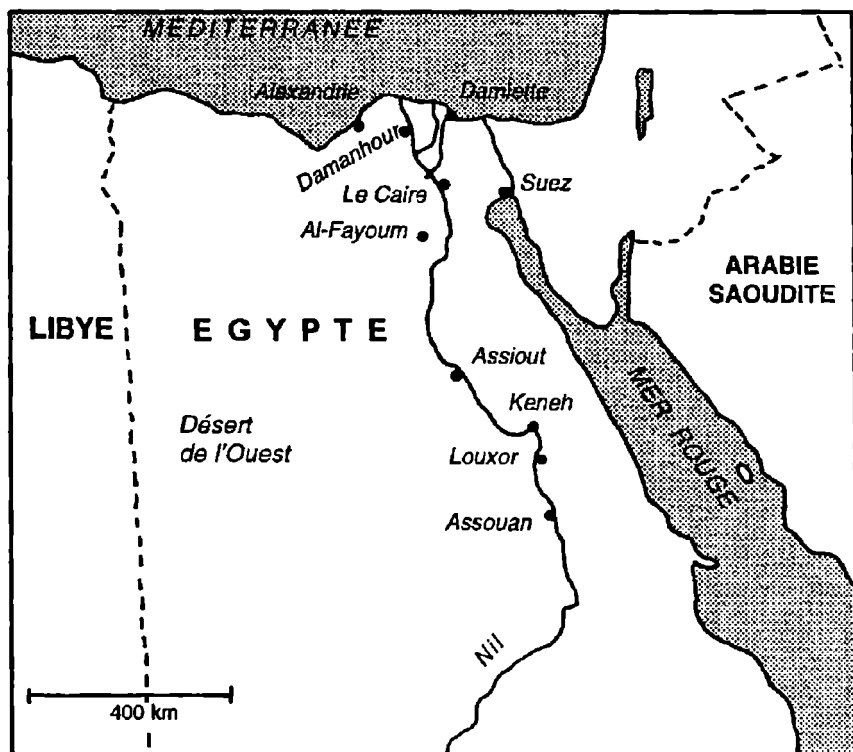 MEDITERRANEE
Alexandrie
Damiette
Damanhour
Le Caire
Suez
Al-Fayoum
ARABIE
SAOUDITE
LIBYE
EGYPTE
Assiout
MER ROUGE
Keneh
Désert
de l'Ouest
Louxor
Assouan
Nil
400 km